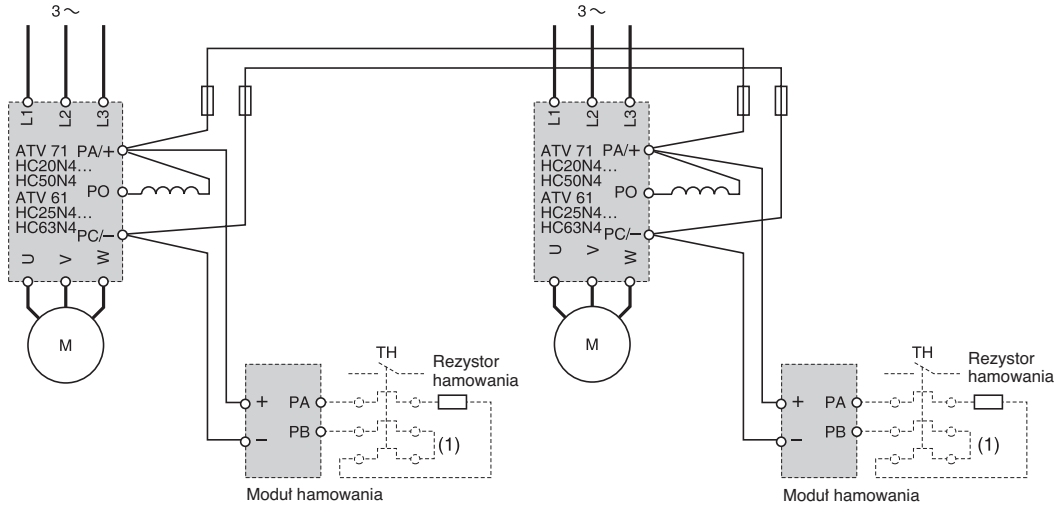 3~
3~
L1
L2
L3
L1
L2
L3
ATV 71 PA/+
HC20N4...
HC50N4
PO
ATV 61
HC25N4...
HC63N4
PC/−
U
V
W
M
ATV 71 PA/+
HC20N4...
HC50N4
PO
ATV 61
HC25N4...
HC63N4
PC/−
U
V
W
M
TH
Rezystor
hamowania
+
PA
PB
−
(1)
Moduł hamowania
TH
Rezystor
hamowania
+
PA
PB
−
(1)
Moduł hamowania